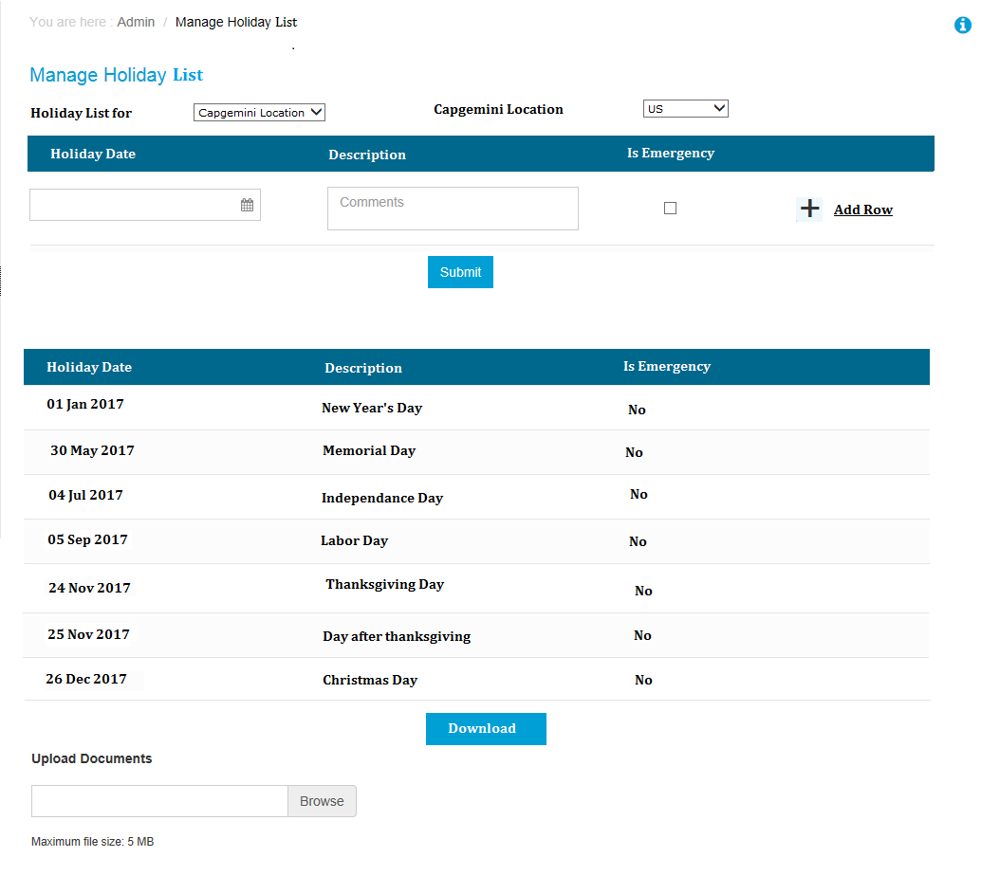 You are here : Admin / Manage Holiday List
.
Manage Holiday List
Holiday List for Capgemini Location Capgemini Location US
Holiday Date Description Is Emergency
Comments Add Row
Submit
Holiday Date Description Is Emergency
01 Jan 2017 New Year's Day No
30 May 2017 Memorial Day No
04 Jul 2017 Independance Day No
05 Sep 2017 Labor Day No
24 Nov 2017 Thanksgiving Day No
25 Nov 2017 Day after thanksgiving No
26 Dec 2017 Christmas Day No
Download
Upload Documents
Browse
Maximum file size: 5 MB